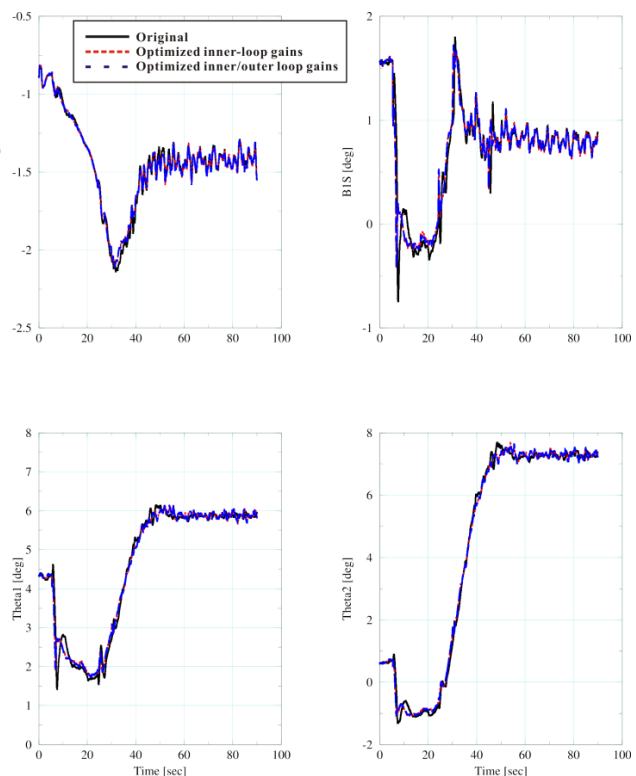 -0.5
Original
Optimized inner-loop gains
Optimized inner/outer loop gains
-1
-1.5
-2
-2.5
0 20 40 60 80 100
2
1
0
-1
B1S [deg]
0 20 40 60 80 100
8
7
6
5
4
3
2
1
0
Theta1 [deg]
0 20 40 60 80 100
Time [sec]
8
6
4
2
0
-2
Theta2 [deg]
0 20 40 60 80 100
Time [sec]